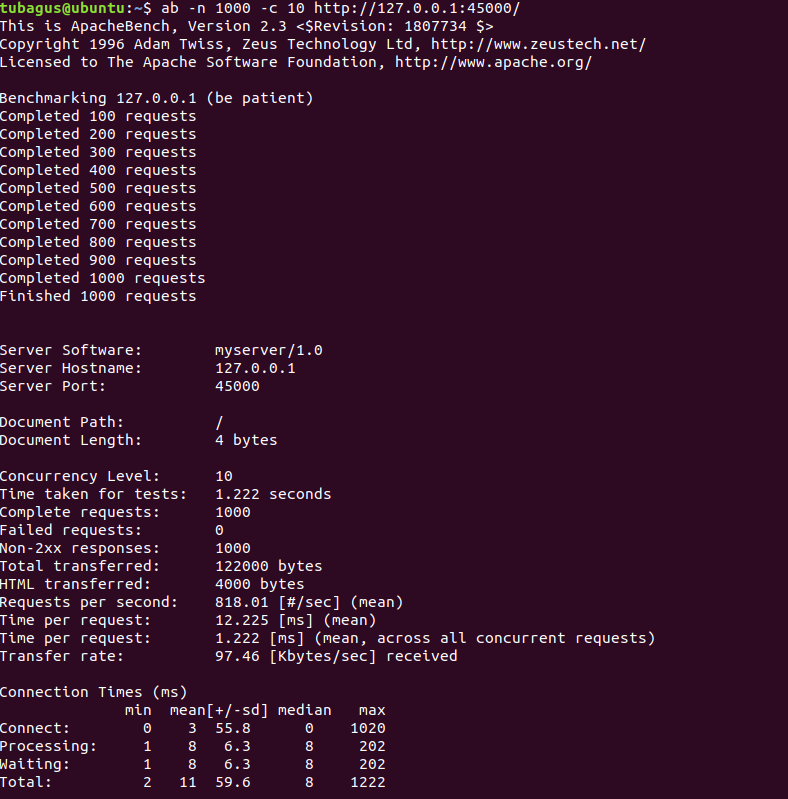 tubagus@ubuntu:~$ ab -n 1000 -c 10 http://127.0.0.1:45000/
This is ApacheBench, Version 2.3 <$Revision: 1807734 $>
Copyright 1996 Adam Twiss, Zeus Technology Ltd, http://www.zeustech.net/
Licensed to The Apache Software Foundation, http://www.apache.org/

Benchmarking 127.0.0.1 (be patient)
Completed 100 requests
Completed 200 requests
Completed 300 requests
Completed 400 requests
Completed 500 requests
Completed 600 requests
Completed 700 requests
Completed 800 requests
Completed 900 requests
Completed 1000 requests
Finished 1000 requests


Server Software:        myserver/1.0
Server Hostname:        127.0.0.1
Server Port:            45000

Document Path:          /
Document Length:        4 bytes

Concurrency Level:      10
Time taken for tests:   1.222 seconds
Complete requests:      1000
Failed requests:        0
Non-2xx responses:      1000
Total transferred:      122000 bytes
HTML transferred:       4000 bytes
Requests per second:    818.01 [#/sec] (mean)
Time per request:       12.225 [ms] (mean)
Time per request:       1.222 [ms] (mean, across all concurrent requests)
Transfer rate:          97.46 [Kbytes/sec] received

Connection Times (ms)
              min  mean[+/-sd] median   max
Connect:        0    3  55.8      0    1020
Processing:     1    8   6.3      8     202
Waiting:        1    8   6.3      8     202
Total:          2   11  59.6      8    1222